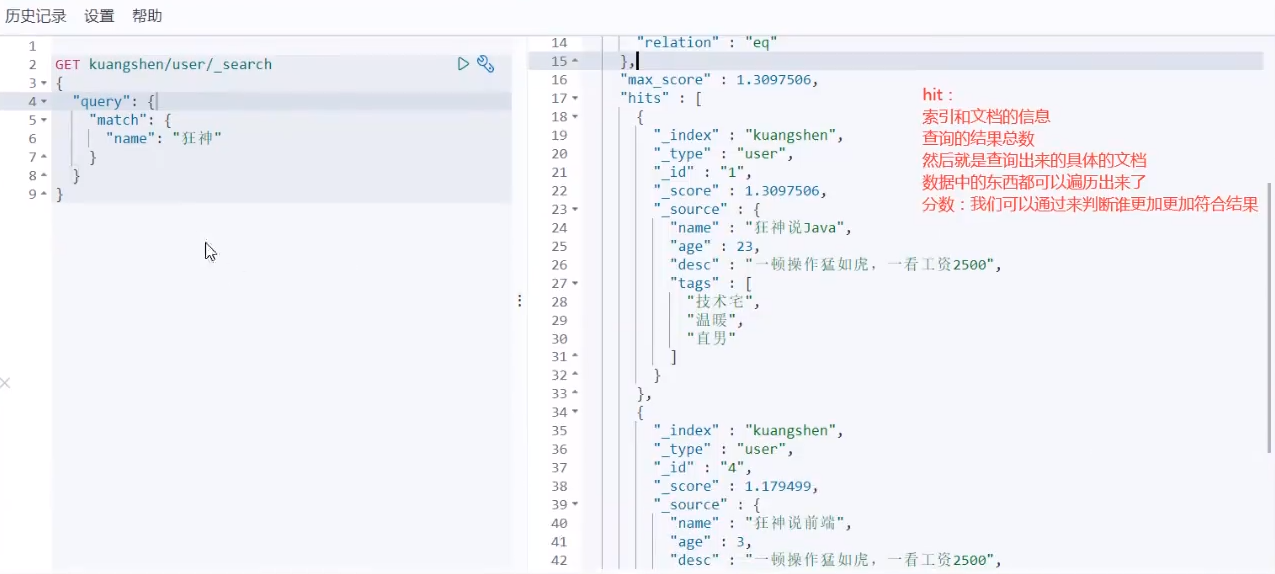 历史记录 设置 帮助
1
2 GET kuangshen/user/_search
3 {
4 "query": {
5 "match": {
6 "name": "狂神"
7 }
8 }
9 }
14 "relation" : "eq"
15 },
16 "max_score" : 1.3097506,
17 "hits" : [
18 {
19 "_index" : "kuangshen",
20 "_type" : "user",
21 "_id" : "1",
22 "_score" : 1.3097506,
23 "_source" : {
24 "name" : "狂神说Java",
25 "age" : 23,
26 "desc" : "一顿操作猛如虎，一看工资2500",
27 "tags" : [
28 "技术宅",
29 "温暖",
30 "直男"
31 ]
32 }
33 },
34 {
35 "_index" : "kuangshen",
36 "_type" : "user",
37 "_id" : "4",
38 "_score" : 1.179499,
39 "_source" : {
40 "name" : "狂神说前端",
41 "age" : 3,
42 "desc" : "一顿操作猛如虎，一看工资2500",
hit：
索引和文档的信息
查询的结果总数
然后就是查询出来的具体的文档
数据中的东西都可以遍历出来了
分数：我们可以通过来判断谁更加更加符合结果